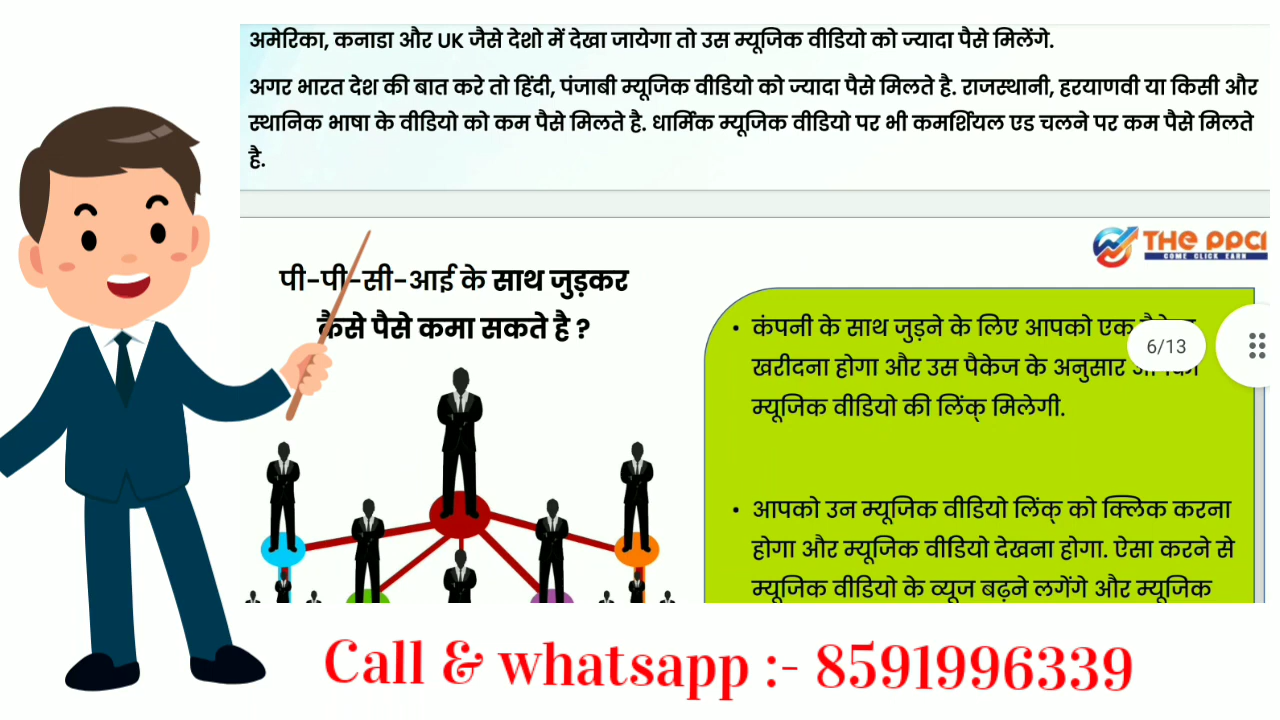 अमेरिका, कनाडा और UK जैसे देशो में देखा जायेगा तो उस म्यूजिक वीडियो को ज्यादा पैसे मिलेंगे.
अगर भारत देश की बात करे तो हिंदी, पंजाबी म्यूजिक वीडियो को ज्यादा पैसे मिलते है. राजस्थानी, हरयाणवी या किसी और
स्थानिक भाषा के वीडियो को कम पैसे मिलते है. धार्मिक म्यूजिक वीडियो पर भी कमर्शियल एड चलने पर कम पैसे मिलते
है.
THe PPCI
COME CLICK EARN
पी-पी-सी-आई के साथ जुड़कर
कैसे पैसे कमा सकते है ?
• कंपनी के साथ जुड़ने के लिए आपको एक
खरीदना होगा और उस पैकेज के अनुसार
म्यूजिक वीडियो की लिंक् मिलेगी.
6/13
• आपको उन म्यूजिक वीडियो लिंक् को क्लिक करना
होगा और म्यूजिक वीडियो देखना होगा. ऐसा करने से
म्यूजिक वीडियो के व्यूज बढ़ने लगेंगे और म्यूजिक
Call & whatsapp :- 8591996339